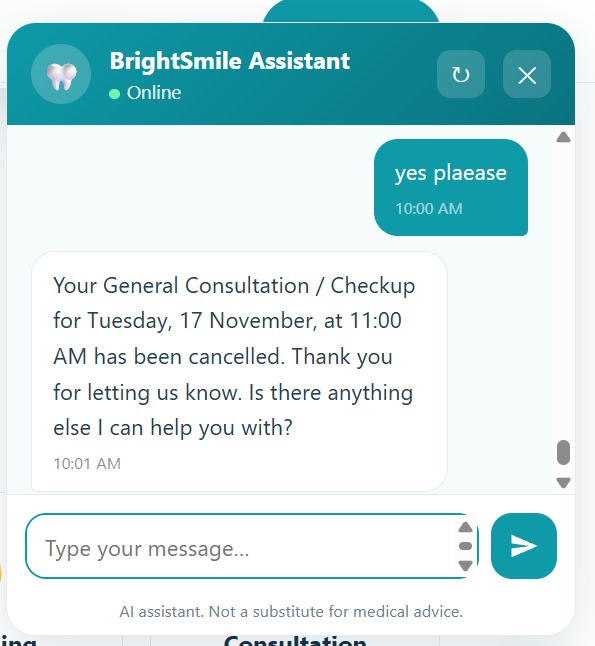 BrightSmile Assistant
Online
yes plaease
10:00 AM
Your General Consultation / Checkup
for Tuesday, 17 November, at 11:00
AM has been cancelled. Thank you
for letting us know. Is there anything
else I can help you with?
10:01 AM
Type your message...
AI assistant. Not a substitute for medical advice.
Consultation